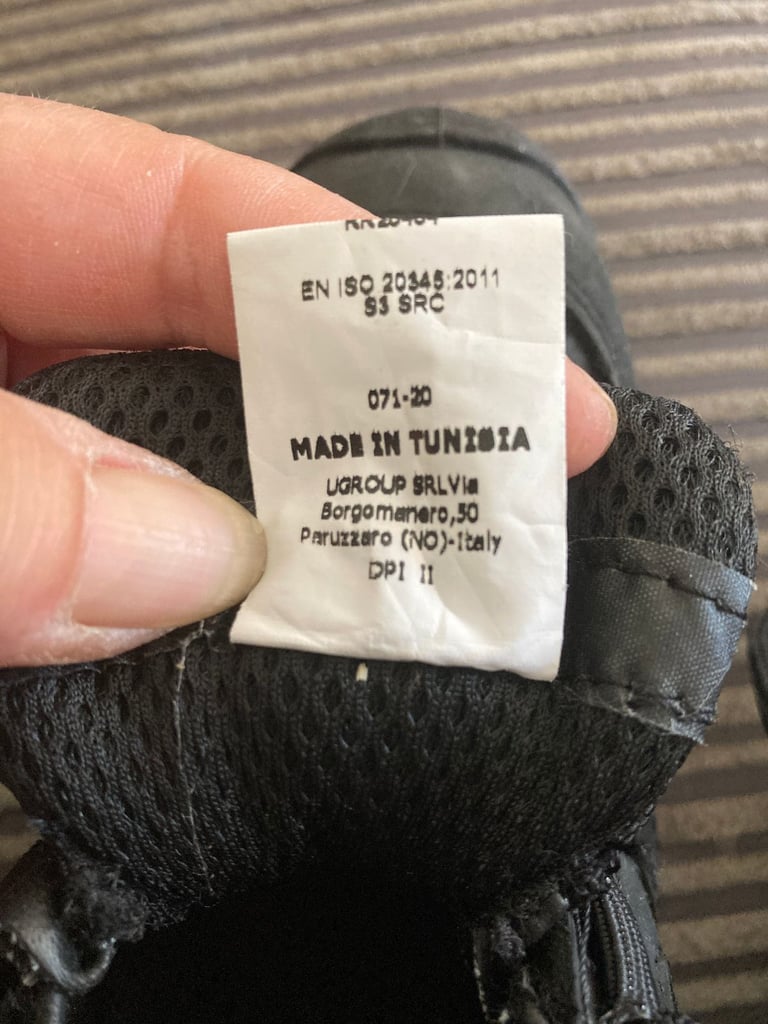 EN ISO 20345:2011
S3 SRC
071-20
MADE IN TUNISIA
UGROUP SRLVia
Borgomanero,50
Paruzzaro (NO)-Italy
DPI II